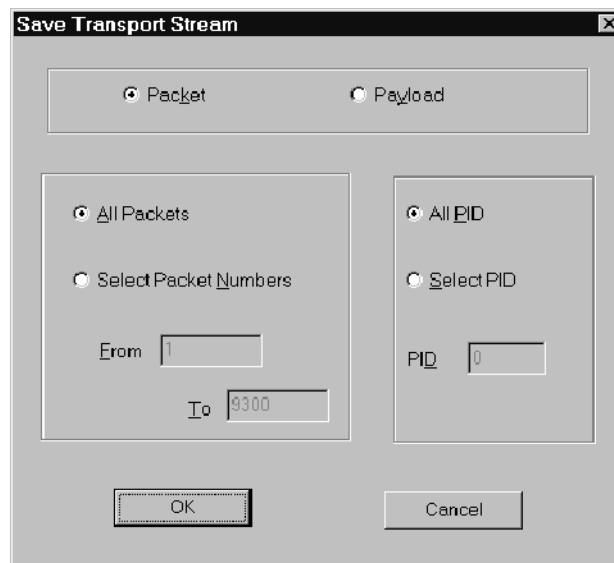 Save Transport Stream
Packet
Payload
All Packets
Select Packet Numbers
From 1
To 9300
All PID
Select PID
PID 0
OK
Cancel